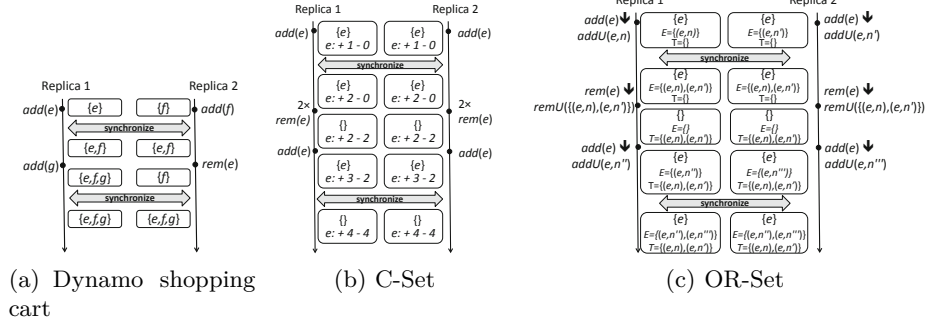 Replica 1
Replica 2
add(e)
{e}
{f}
add(f)
synchronize
{e,f}
{e,f}
add(g)
rem(e)
{e,f,g}
{f}
synchronize
{e,f,g}
{e,f,g}
(a) Dynamo shopping
cart
Replica 1
Replica 2
add(e)
{e}
e: + 1 - 0
{e}
e: + 1 - 0
add(e)
synchronize
{e}
e: + 2 - 0
{e}
e: + 2 - 0
2×
rem(e)
2×
rem(e)
{}
e: + 2 - 2
{}
e: + 2 - 2
add(e)
add(e)
{e}
e: + 3 - 2
{e}
e: + 3 - 2
synchronize
{}
e: + 4 - 4
{}
e: + 4 - 4
(b) C-Set
Replica 1
Replica 2
add(e)
addU(e,n)
{e}
E={(e,n)}
T={}
{e}
E={(e,n')}
T={}
add(e)
addU(e,n')
synchronize
{e}
E={(e,n),(e,n')}
T={}
{e}
E={(e,n),(e,n')}
T={}
rem(e)
remU({(e,n),(e,n')})
rem(e)
remU({(e,n),(e,n')})
{}
E={}
T={(e,n),(e,n')}
{}
E={}
T={(e,n),(e,n')}
add(e)
addU(e,n'')
add(e)
addU(e,n''')
{e}
E={(e,n'')}
T={(e,n),(e,n')}
{e}
E={(e,n''')}
T={(e,n),(e,n')}
synchronize
{e}
E={(e,n''),(e,n''')}
T={(e,n),(e,n')}
{e}
E={(e,n''),(e,n''')}
T={(e,n),(e,n')}
(c) OR-Set